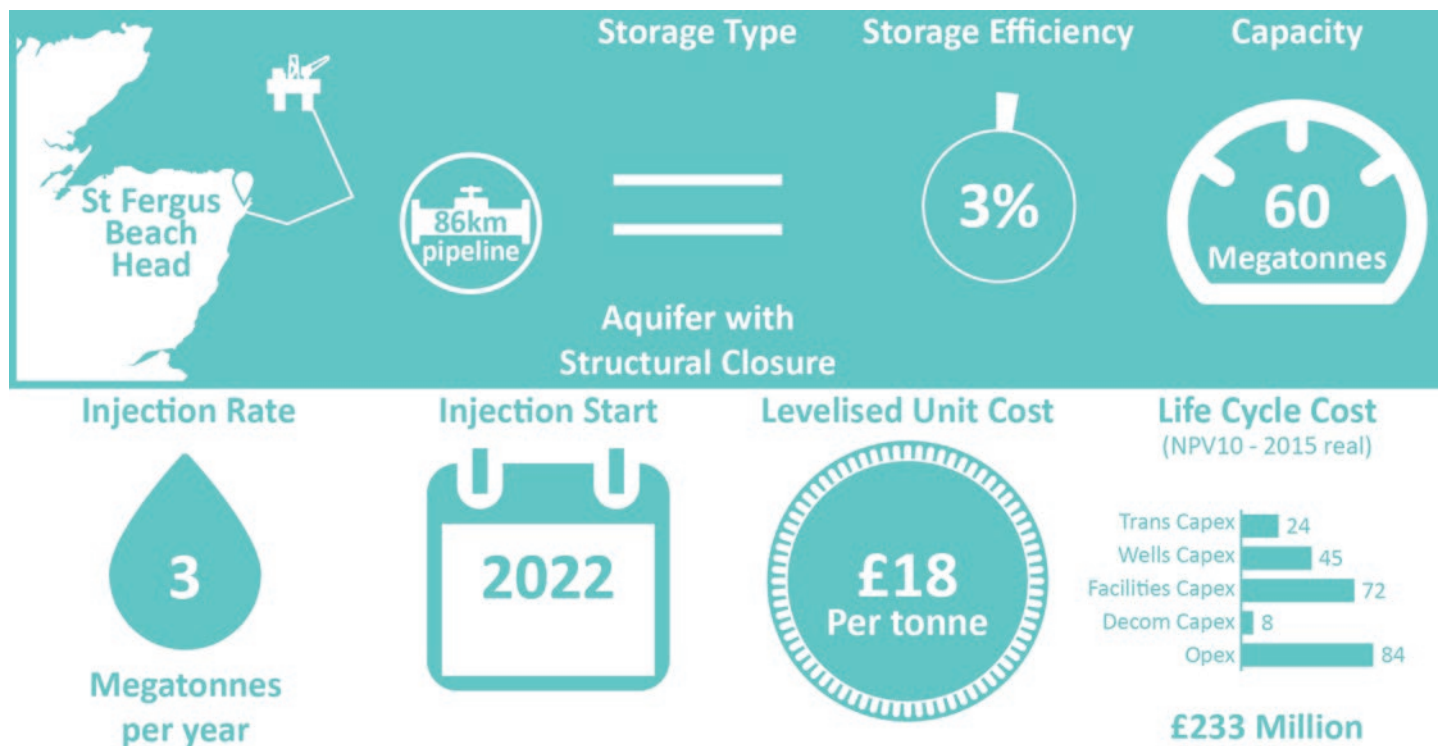 Storage Type
Storage Efficiency
Capacity
St Fergus
Beach
Head
86km
pipeline
3%
60
Megatonnes
Aquifer with
Structural Closure
Injection Rate
3
Megatonnes
per year
Injection Start
2022
Levelised Unit Cost
£18
Per tonne
Life Cycle Cost
(NPV10 - 2015 real)
Trans Capex 24
Wells Capex 45
Facilities Capex 72
Decom Capex 8
Opex 84
£233 Million